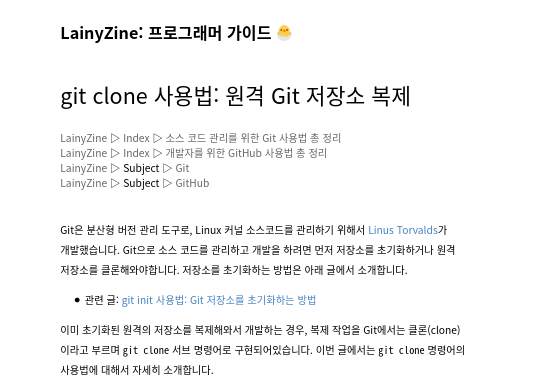 LainyZine: 프로그래머 가이드 🐣
git clone 사용법: 원격 Git 저장소 복제
LainyZine ▷ Index ▷ 소스 코드 관리를 위한 Git 사용법 총 정리
LainyZine ▷ Index ▷ 개발자를 위한 GitHub 사용법 총 정리
LainyZine ▷ Subject ▷ Git
LainyZine ▷ Subject ▷ GitHub
Git은 분산형 버전 관리 도구로, Linux 커널 소스코드를 관리하기 위해서 Linus Torvalds가
개발했습니다. Git으로 소스 코드를 관리하고 개발을 하려면 먼저 저장소를 초기화하거나 원격
저장소를 클론해와야합니다. 저장소를 초기화하는 방법은 아래 글에서 소개합니다.
● 관련 글: git init 사용법: Git 저장소를 초기화하는 방법
이미 초기화된 원격의 저장소를 복제해와서 개발하는 경우, 복제 작업을 Git에서는 클론(clone)
이라고 부르며 git clone 서브 명령어로 구현되어있습니다. 이번 글에서는 git clone 명령어의
사용법에 대해서 자세히 소개합니다.